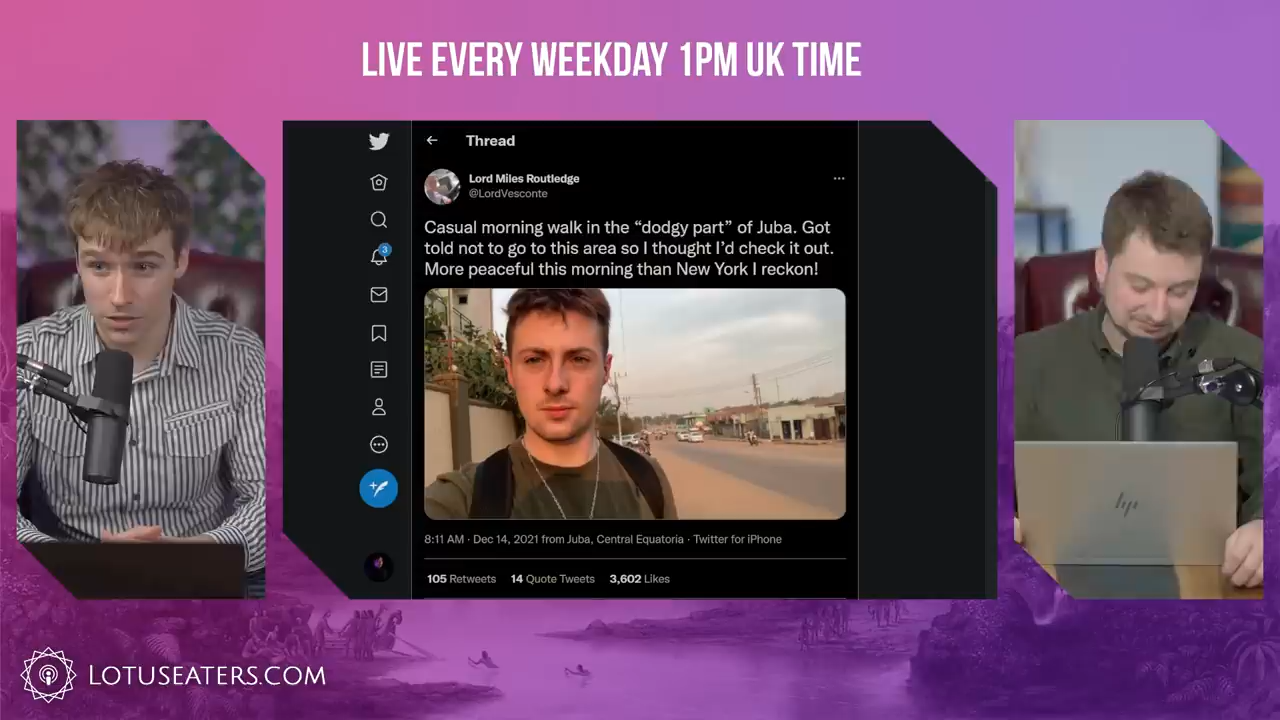 LIVE EVERY WEEKDAY 1PM UK TIME
Thread
Lord Miles Routledge
@LordVesconte
Casual morning walk in the “dodgy part” of Juba. Got
told not to go to this area so I thought I’d check it out.
More peaceful this morning than New York I reckon!
3
8:11 AM · Dec 14, 2021 from Juba, Central Equatoria · Twitter for iPhone
105 Retweets 14 Quote Tweets 3,602 Likes
hp
LOTUSEATERS.COM